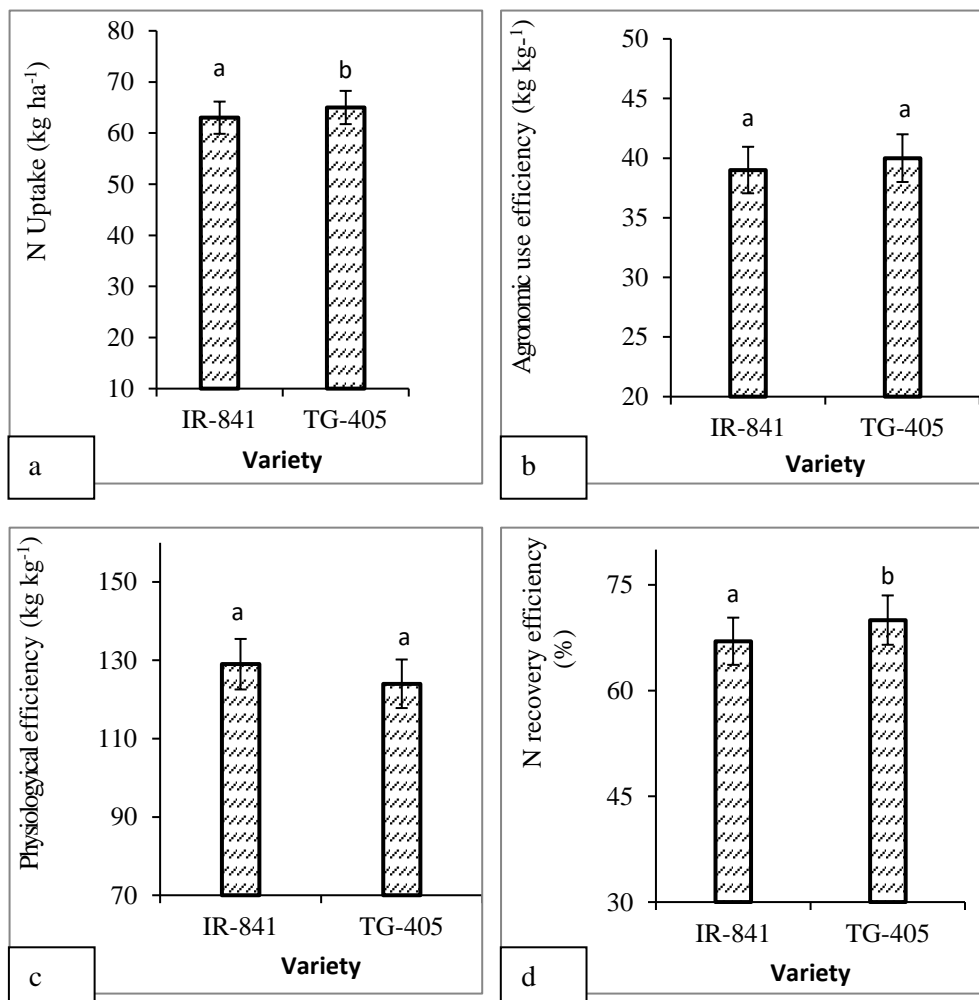 80
70
60
50
40
30
20
10
N Uptake (kg ha-1)
a
b
IR-841
TG-405
Variety
a
50
45
40
35
30
25
20
Agronomic use efficiency (kg kg-1)
a
a
IR-841
TG-405
Variety
b
150
130
110
90
70
Physiologyical efficiency (kg kg-1)
a
a
IR-841
TG-405
Variety
c
75
60
45
30
N recovery efficiency
(%)
a
b
IR-841
TG-405
Variety
d